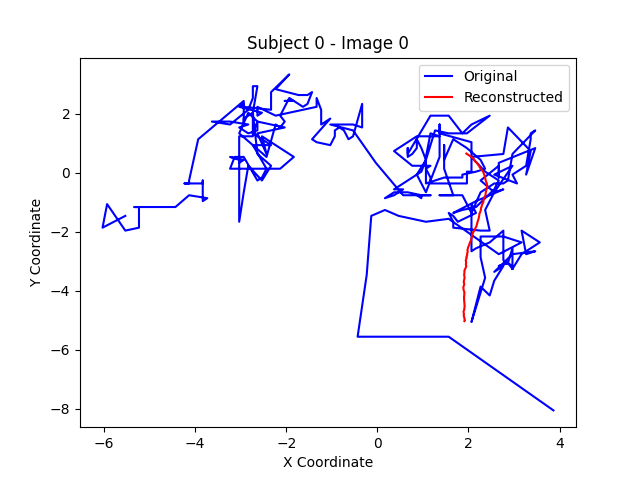 Subject 0 - Image 0
Original
Reconstructed
Y Coordinate
2
0
−2
−4
−6
−8
−6
−4
−2
0
2
4
X Coordinate